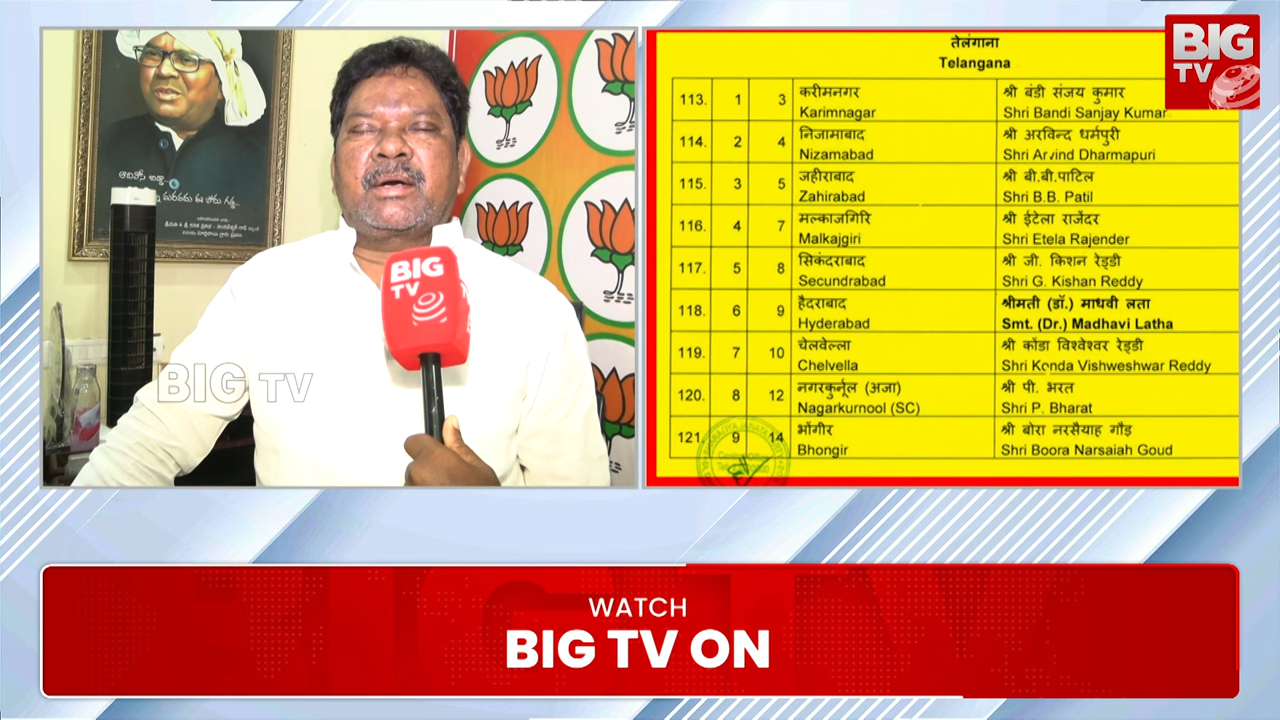 ఆదివాసీ బిడ్డా..
BIG
TV
BIG TV
तेलंगाना
Telangana
113. 1 3 करीमनगर श्री बंडी संजय कुमार
Karimnagar Shri Bandi Sanjay Kumar
114. 2 4 निजामाबाद श्री अरविन्द धर्मपुरी
Nizamabad Shri Arvind Dharmapuri
115. 3 5 जहीराबाद श्री बी.बी.पाटिल
Zahirabad Shri B.B. Patil
116. 4 7 मल्काजगिरि श्री ईटेला राजेंदर
Malkajgiri Shri Etela Rajender
117. 5 8 सिकंदराबाद श्री जी. किशन रेड्डी
Secundrabad Shri G. Kishan Reddy
118. 6 9 हैदराबाद श्रीमती (डॉ.) माधवी लता
Hyderabad Smt. (Dr.) Madhavi Latha
119. 7 10 चेलवेल्ला श्री कोंडा विश्वेश्वर रेड्डी
Chelvella Shri Konda Vishweshwar Reddy
120. 8 12 नगरकुर्नूल (अजा) श्री पी. भरत
Nagarkurnool (SC) Shri P. Bharat
121. 9 14 भोंगीर श्री बोरा नरसैयाह गौड़
Bhongir Shri Boora Narsaiah Goud
BIG
TV
WATCH
BIG TV ON